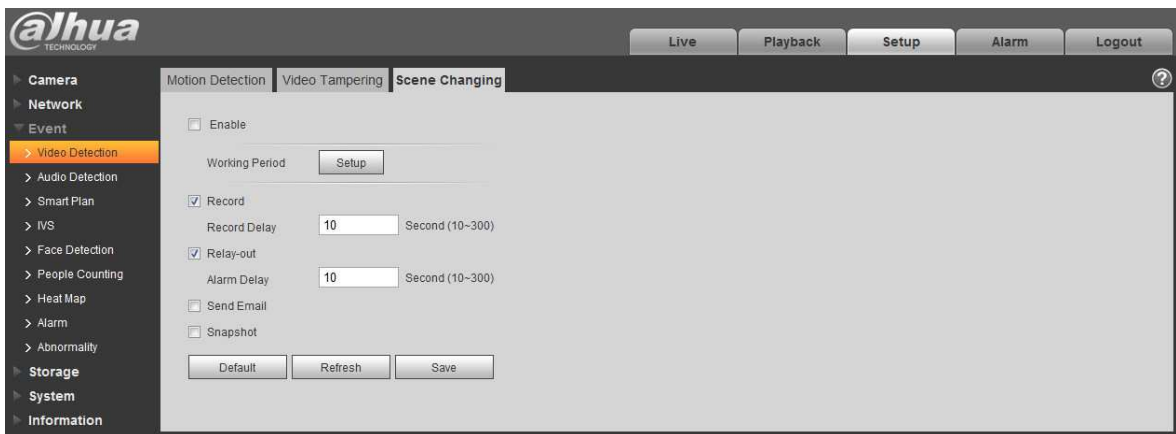 alhua
TECHNOLOGY
Live Playback Setup Alarm Logout
Camera
Network
Event
Video Detection
Audio Detection
Smart Plan
IVS
Face Detection
People Counting
Heat Map
Alarm
Abnormality
Storage
System
Information
Motion Detection Video Tampering Scene Changing
?
Enable
Working Period Setup
Record
Record Delay 10 Second (10~300)
Relay-out
Alarm Delay 10 Second (10~300)
Send Email
Snapshot
Default Refresh Save